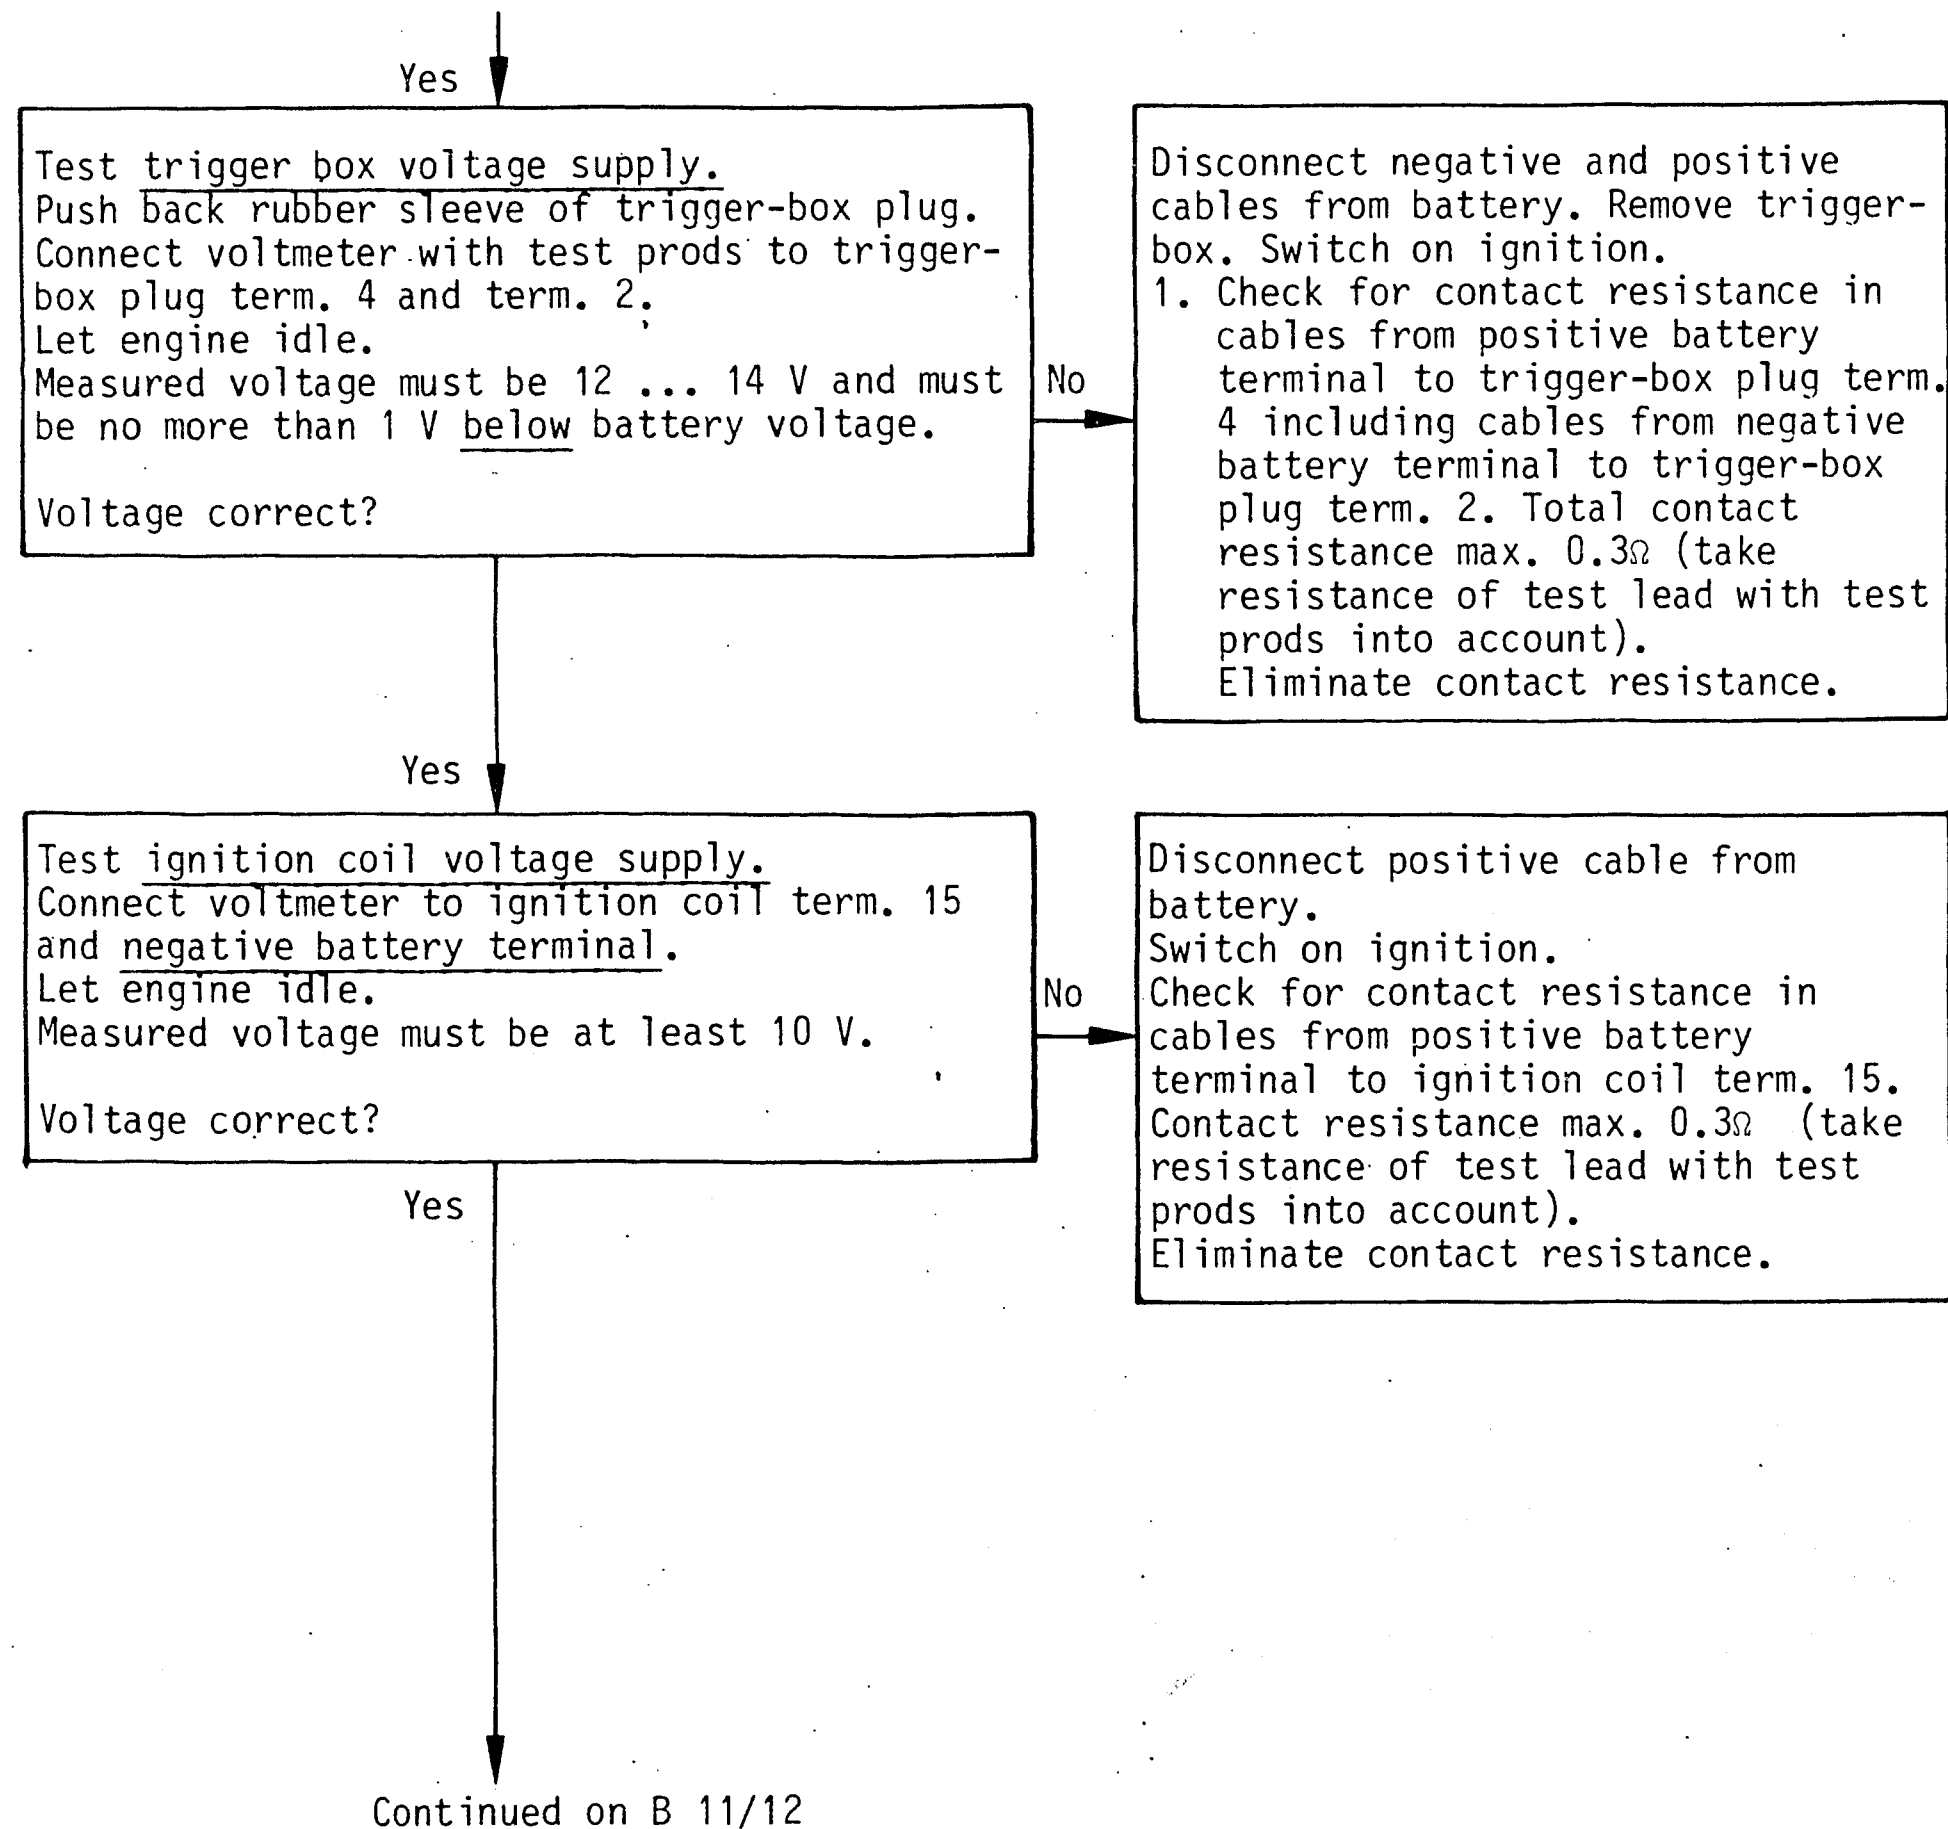 Yes
Test trigger box voltage supply.
Push back rubber sleeve of trigger-box plug.
Connect voltmeter with test prods to trigger-
box plug term. 4 and term. 2.
Let engine idle.
Measured voltage must be 12 ... 14 V and must
be no more than 1 V below battery voltage.
Voltage correct?
No
Disconnect negative and positive
cables from battery. Remove trigger-
box. Switch on ignition.
1. Check for contact resistance in
cables from positive battery
terminal to trigger-box plug term.
4 including cables from negative
battery terminal to trigger-box
plug term. 2. Total contact
resistance max. 0.3Ω (take
resistance of test lead with test
prods into account).
Eliminate contact resistance.
Yes
Test ignition coil voltage supply.
Connect voltmeter to ignition coil term. 15
and negative battery terminal.
Let engine idle.
Measured voltage must be at least 10 V.
Voltage correct?
No
Disconnect positive cable from
battery.
Switch on ignition.
Check for contact resistance in
cables from positive battery
terminal to ignition coil term. 15.
Contact resistance max. 0.3Ω (take
resistance of test lead with test
prods into account).
Eliminate contact resistance.
Yes
Continued on B 11/12